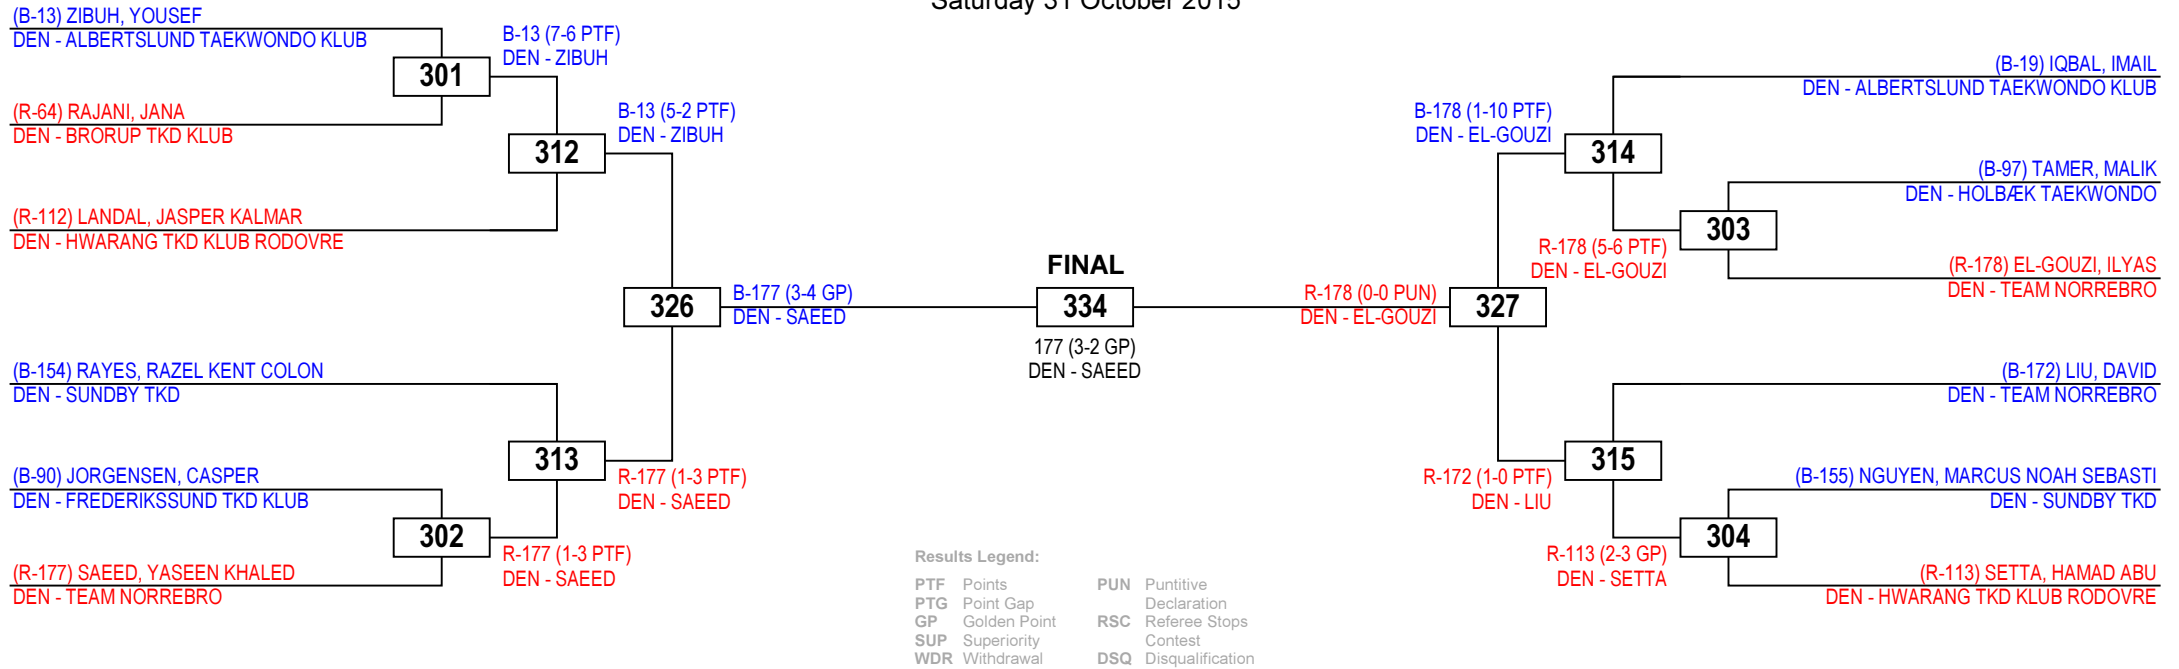 Saturday 31 October 2015
(B-13) ZIBUH, YOUSEF
DEN - ALBERTSLUND TAEKWONDO KLUB
301
B-13 (7-6 PTF)
DEN - ZIBUH
(R-64) RAJANI, JANA
DEN - BRORUP TKD KLUB
312
B-13 (5-2 PTF)
DEN - ZIBUH
(R-112) LANDAL, JASPER KALMAR
DEN - HWARANG TKD KLUB RODOVRE
326
B-177 (3-4 GP)
DEN - SAEED
(B-154) RAYES, RAZEL KENT COLON
DEN - SUNDBY TKD
313
R-177 (1-3 PTF)
DEN - SAEED
(B-90) JORGENSEN, CASPER
DEN - FREDERIKSSUND TKD KLUB
302
R-177 (1-3 PTF)
DEN - SAEED
(R-177) SAEED, YASEEN KHALED
DEN - TEAM NORREBRO
FINAL
334
177 (3-2 GP)
DEN - SAEED
(B-19) IQBAL, IMAIL
DEN - ALBERTSLUND TAEKWONDO KLUB
B-178 (1-10 PTF)
DEN - EL-GOUZI
314
(B-97) TAMER, MALIK
DEN - HOLBÆK TAEKWONDO
303
R-178 (5-6 PTF)
DEN - EL-GOUZI
(R-178) EL-GOUZI, ILYAS
DEN - TEAM NORREBRO
R-178 (0-0 PUN)
DEN - EL-GOUZI
327
(B-172) LIU, DAVID
DEN - TEAM NORREBRO
315
R-172 (1-0 PTF)
DEN - LIU
(B-155) NGUYEN, MARCUS NOAH SEBASTI
DEN - SUNDBY TKD
304
R-113 (2-3 GP)
DEN - SETTA
(R-113) SETTA, HAMAD ABU
DEN - HWARANG TKD KLUB RODOVRE
Results Legend:
PTF Points
PTG Point Gap
GP Golden Point
SUP Superiority
WDR Withdrawal
PUN Puntitive
Declaration
RSC Referee Stops
Contest
DSQ Disqualification